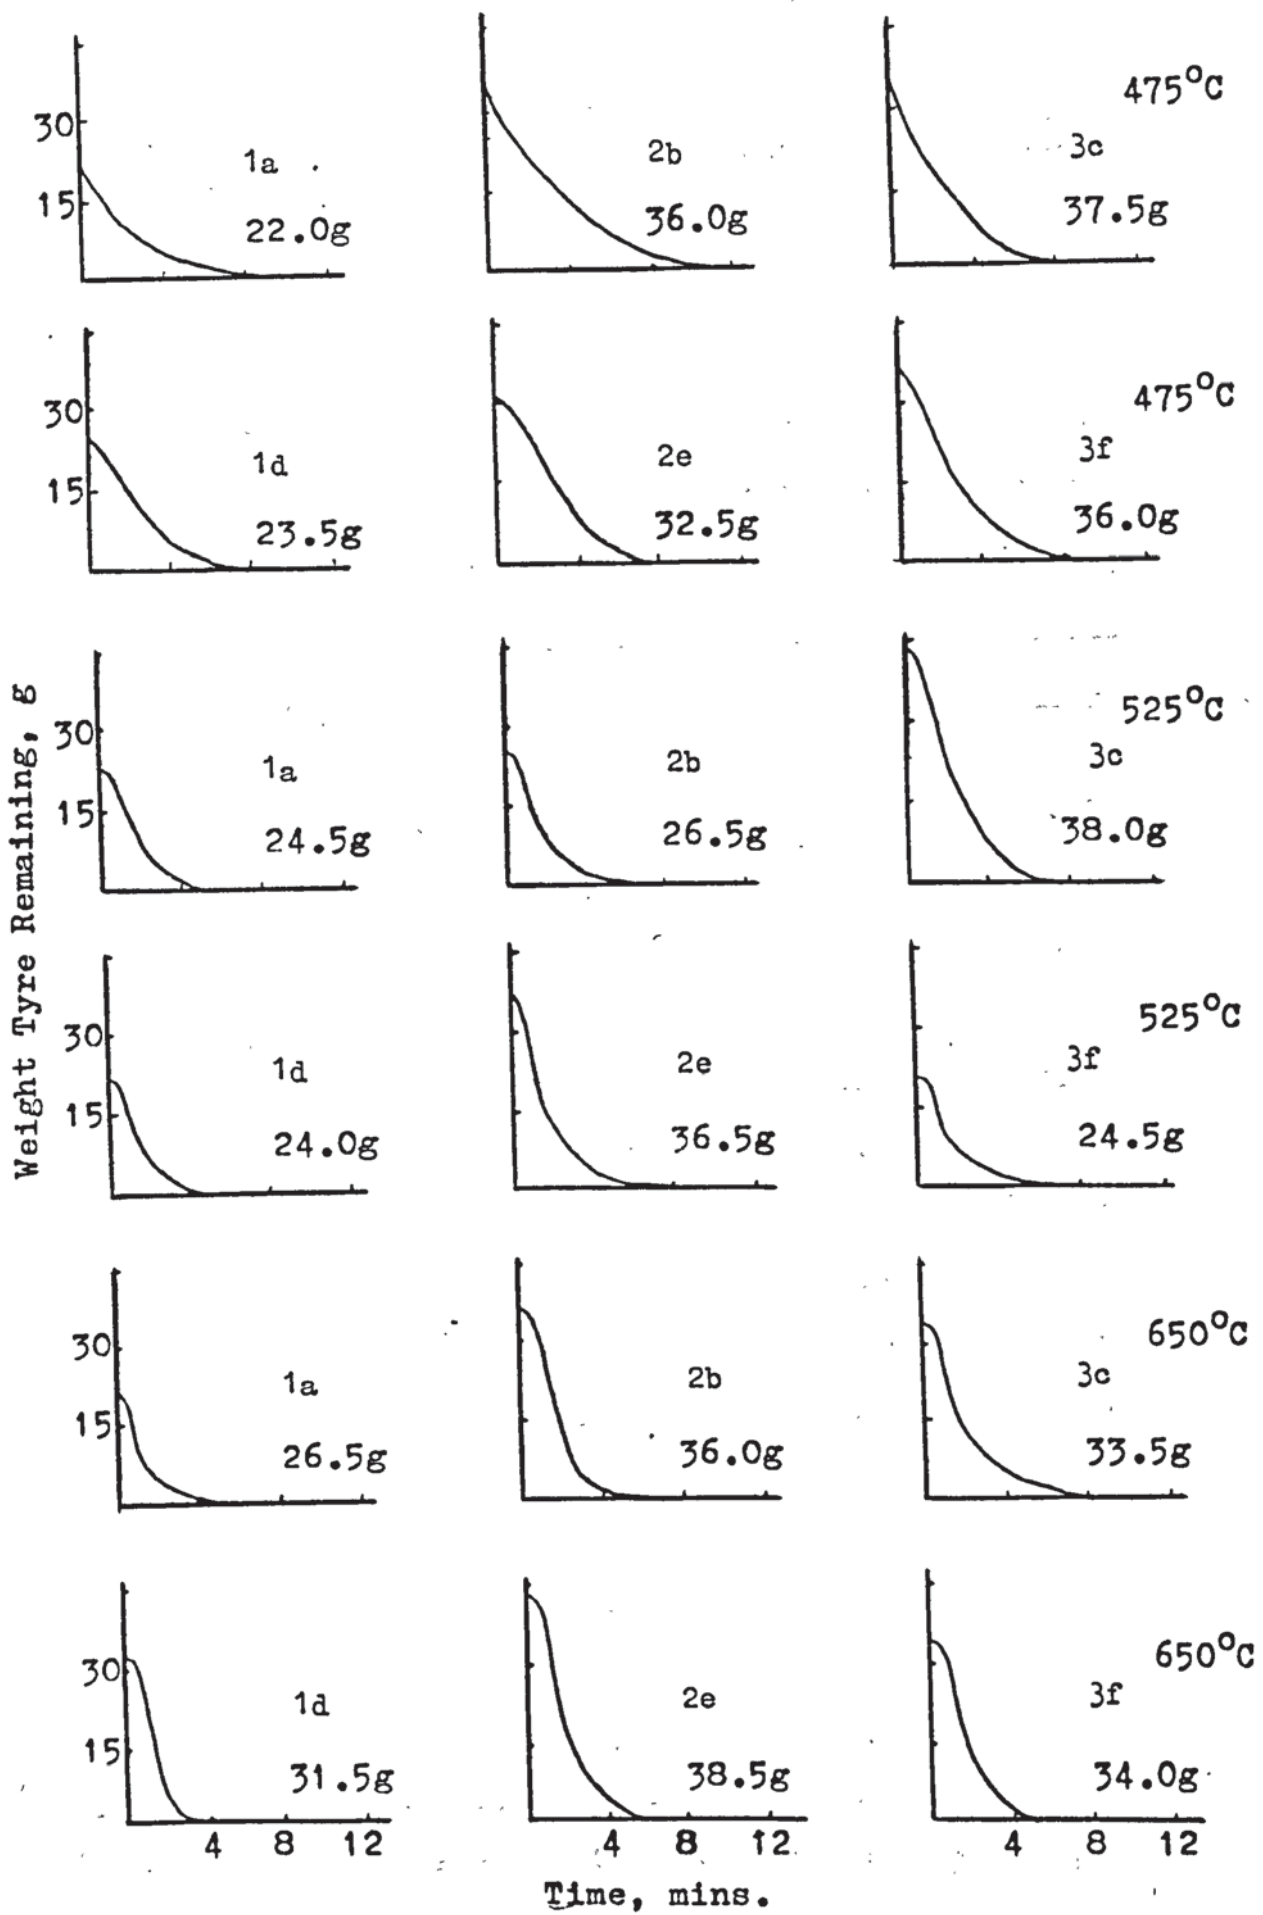 475°C
30
1a
2b
3c
15
22.0g
36.0g
37.5g
475°C
30
1d
2e
3f
15
23.5g
32.5g
36.0g
525°C
30
1a
2b
3c
15
24.5g
26.5g
38.0g
525°C
30
1d
2e
3f
15
24.0g
36.5g
24.5g
650°C
30
1a
2b
3c
15
26.5g
36.0g
33.5g
650°C
30
1d
2e
3f
15
31.5g
38.5g
34.0g
4 8 12
4 8 12
4 8 12
Weight Tyre Remaining, g
Time, mins.